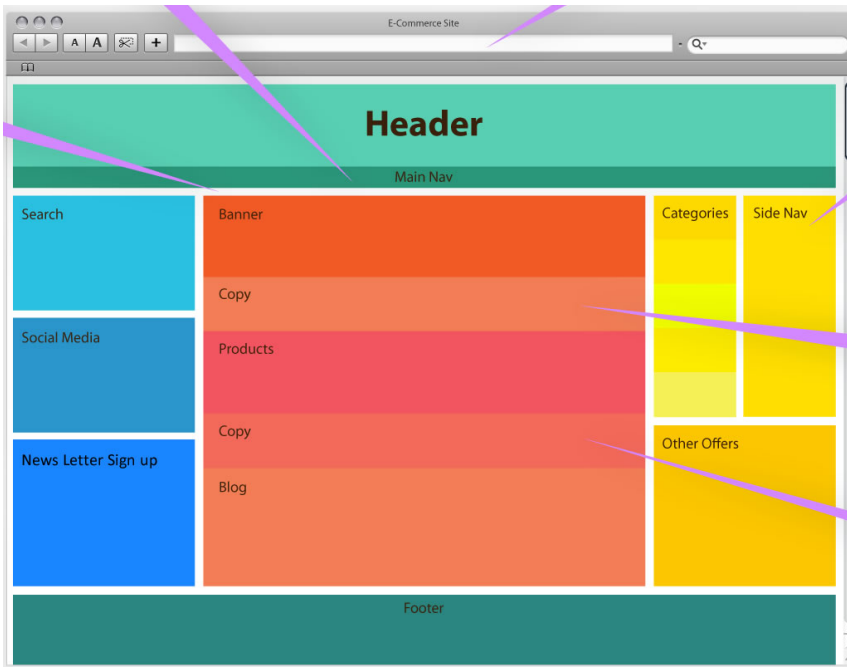 E-Commerce Site
A A +
Q
Header
Main Nav
Search
Social Media
News Letter Sign up
Banner
Copy
Products
Copy
Blog
Categories
Side Nav
Other Offers
Footer